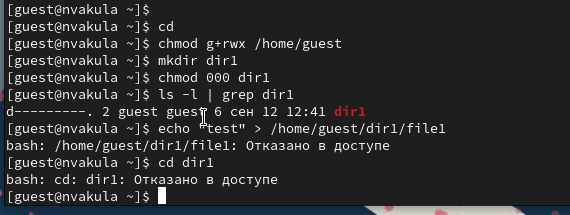 [guest@nvakula ~]$
[guest@nvakula ~]$ cd
[guest@nvakula ~]$ chmod g+rwx /home/guest
[guest@nvakula ~]$ mkdir dir1
[guest@nvakula ~]$ chmod 000 dir1
[guest@nvakula ~]$ ls -l | grep dir1
d---------. 2 guest guest 6 сен 12 12:41 dir1
[guest@nvakula ~]$ echo "test" > /home/guest/dir1/file1
bash: /home/guest/dir1/file1: Отказано в доступе
[guest@nvakula ~]$ cd dir1
bash: cd: dir1: Отказано в доступе
[guest@nvakula ~]$